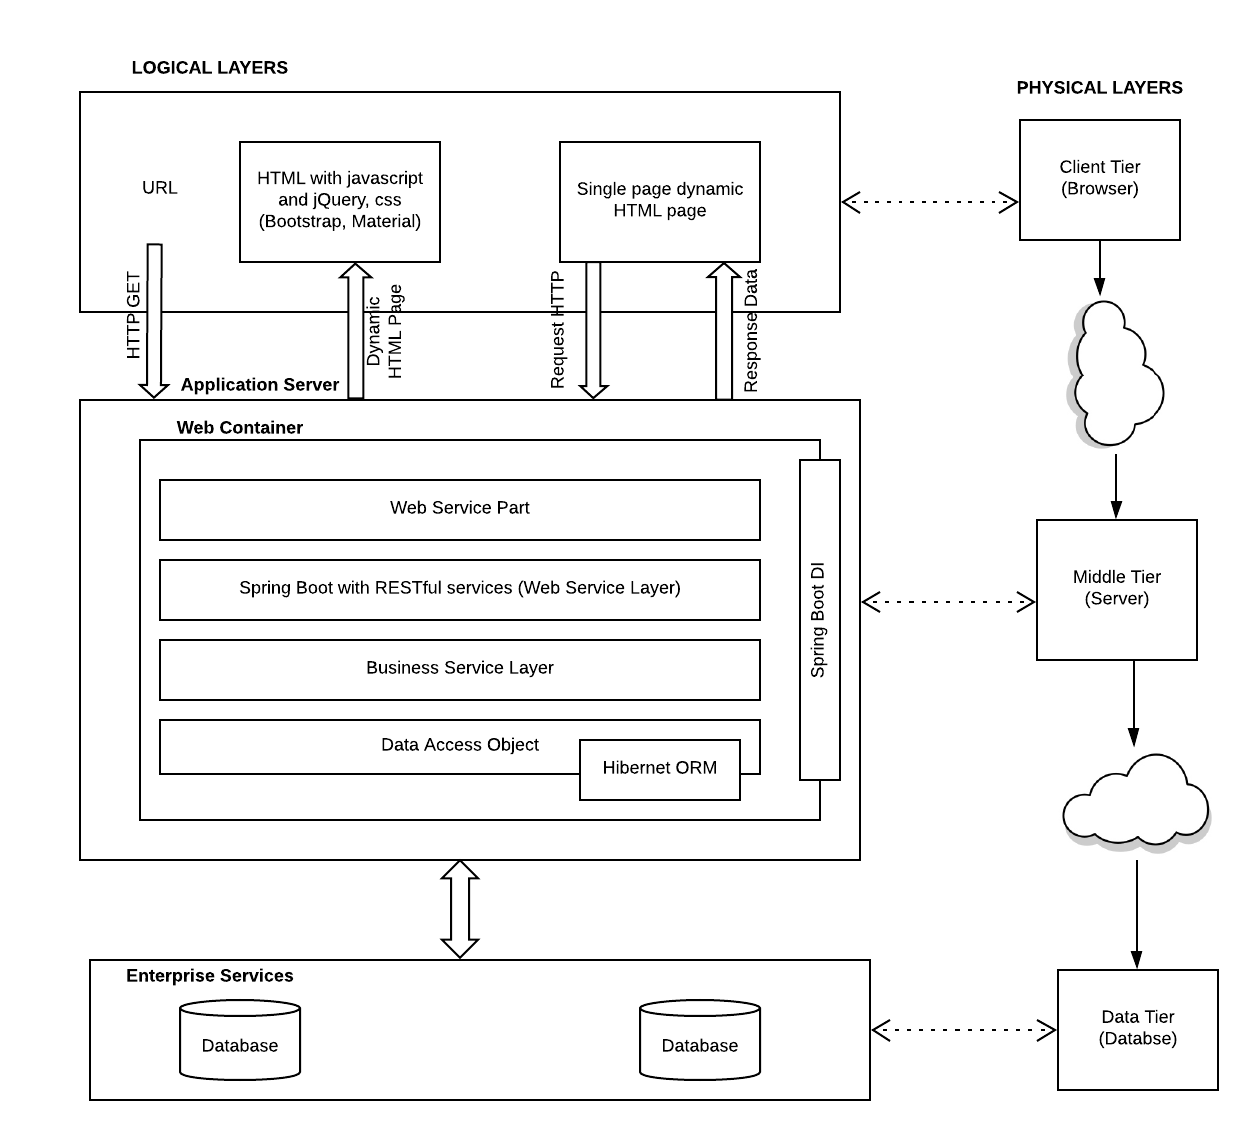 LOGICAL LAYERS
PHYSICAL LAYERS
URL
HTML with javascript
and jQuery, css
(Bootstrap, Material)
Single page dynamic
HTML page
Client Tier
(Browser)
HTTP GET
Dynamic
HTML Page
Request HTTP
Response Data
Application Server
Web Container
Web Service Part
Spring Boot with RESTful services (Web Service Layer)
Business Service Layer
Data Access Object
Hibernet ORM
Spring Boot DI
Middle Tier
(Server)
Enterprise Services
Database
Database
Data Tier
(Databse)